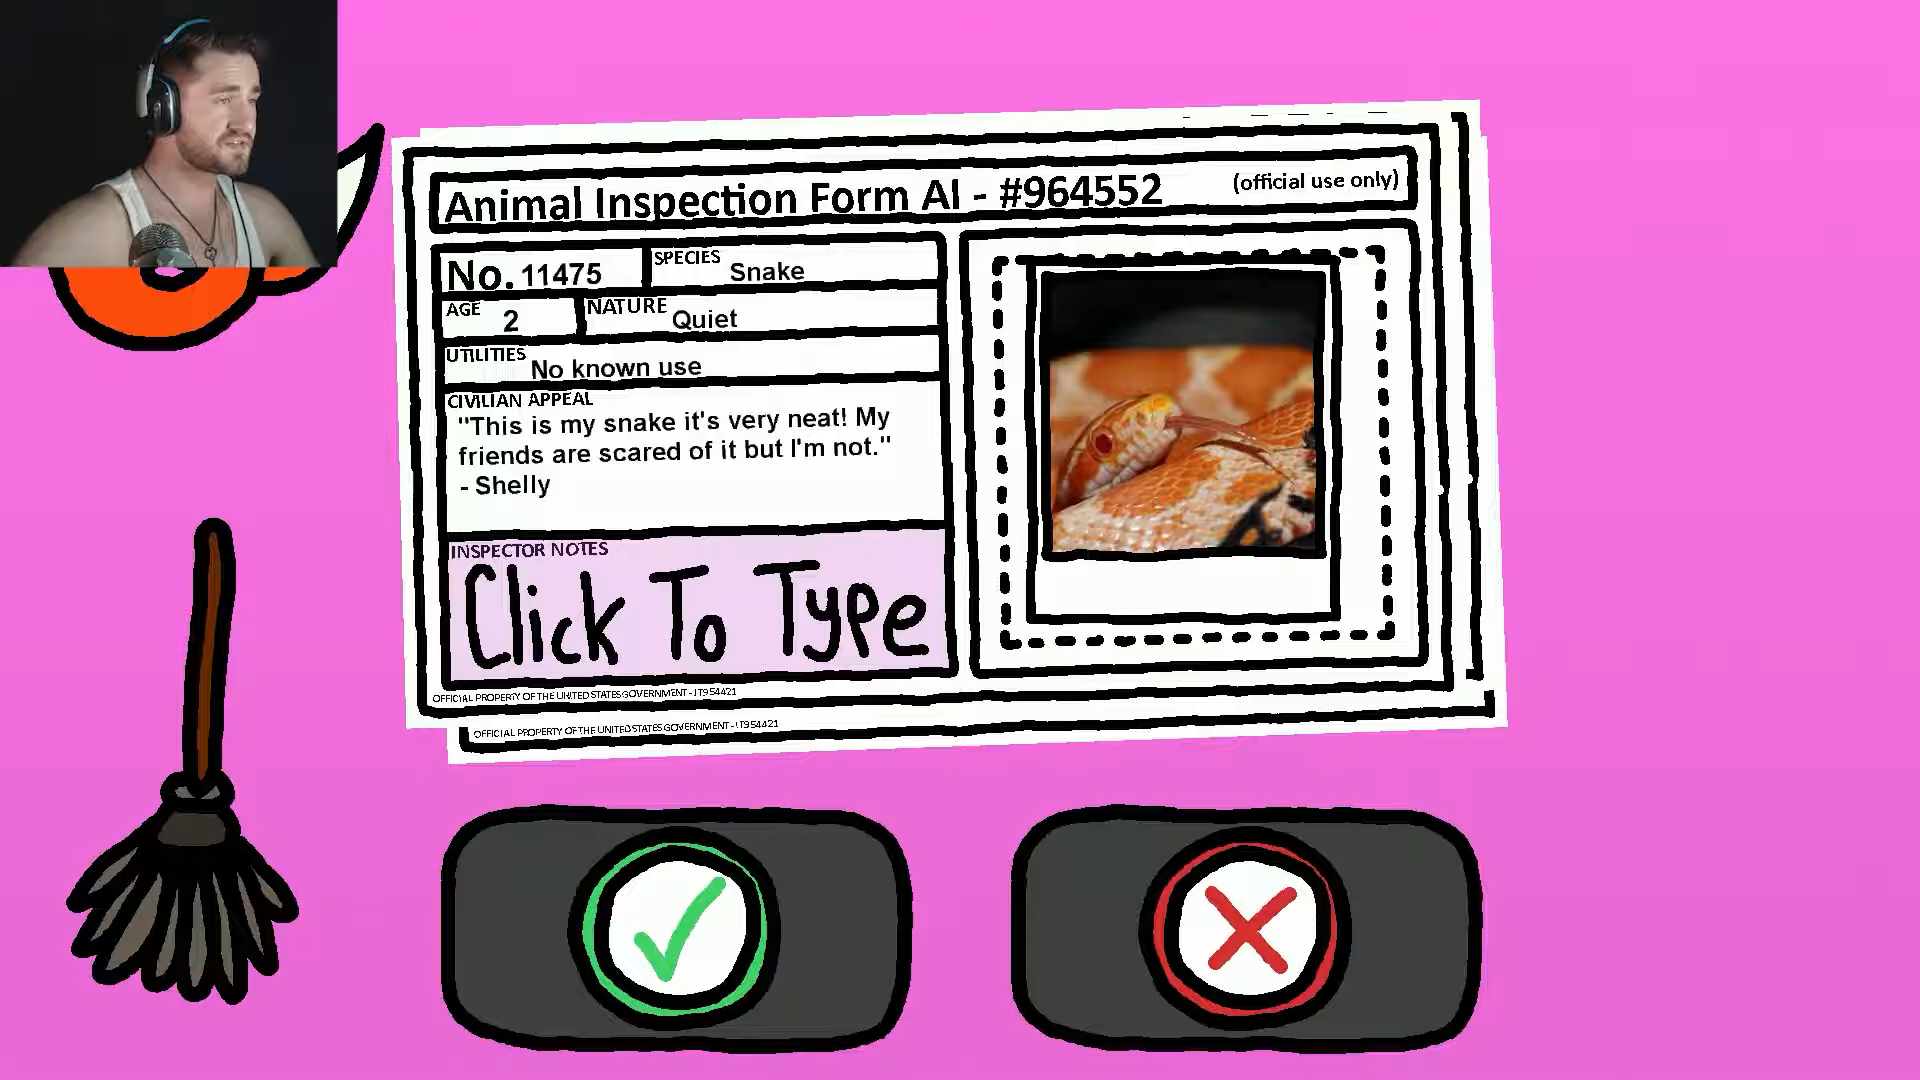 Animal Inspection Form AI - #964552
(official use only)
No. 11475
SPECIES Snake
AGE 2
NATURE Quiet
UTILITIES No known use
CIVILIAN APPEAL
"This is my snake it's very neat! My
friends are scared of it but I'm not."
- Shelly
INSPECTOR NOTES
Click To Type
OFFICIAL PROPERTY OF THE UNITED STATES GOVERNMENT - IT954421
OFFICIAL PROPERTY OF THE UNITED STATES GOVERNMENT - IT954421